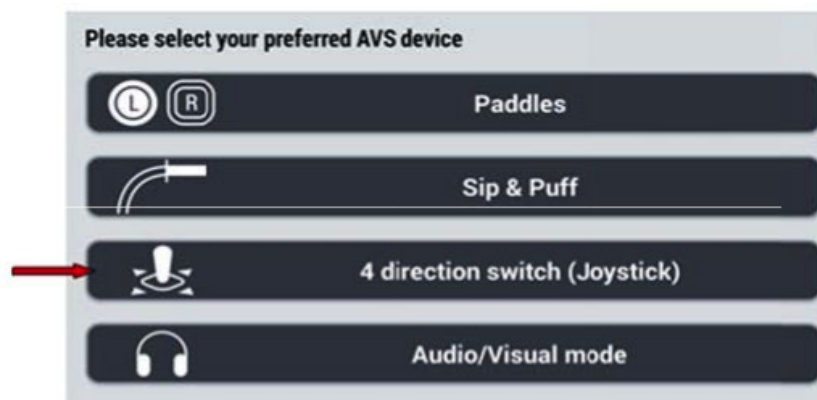 Please select your preferred AVS device
L R Paddles
Sip & Puff
4 direction switch (Joystick)
Audio/Visual mode